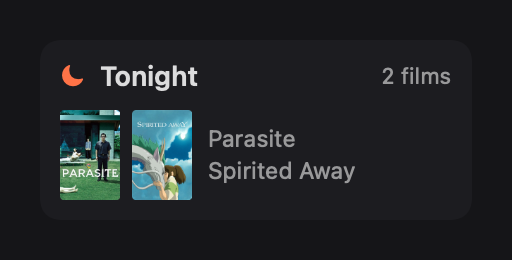 Tonight
2 films
PARASITE
SPIRITED AWAY
Parasite
Spirited Away